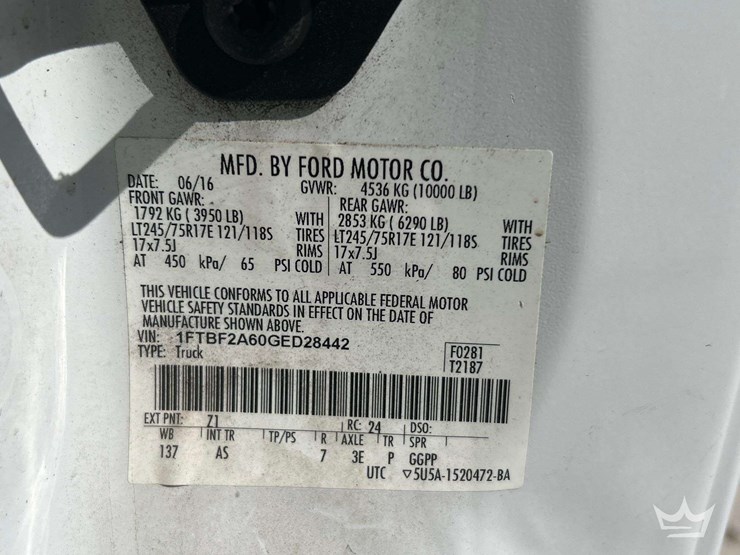 MFD. BY FORD MOTOR CO.
DATE: 06/16 GVWR: 4536 KG (10000 LB)
FRONT GAWR: REAR GAWR:
1792 KG ( 3950 LB) WITH 2853 KG ( 6290 LB) WITH
LT245/75R17E 121/118S TIRES LT245/75R17E 121/118S TIRES
17x7.5J RIMS 17x7.5J RIMS
AT 450 kPa/ 65 PSI COLD AT 550 kPa/ 80 PSI COLD
THIS VEHICLE CONFORMS TO ALL APPLICABLE FEDERAL MOTOR
VEHICLE SAFETY STANDARDS IN EFFECT ON THE DATE OF
MANUFACTURE SHOWN ABOVE.
VIN: 1FTBF2A60GED28442
TYPE: Truck
F0281
T2187
EXT PNT: Z1 RC: 24 DSO:
WB INT TR TP/PS R AXLE TR SPR
137 AS 7 3E P GGPP
UTC ▽5U5A-1520472-BA